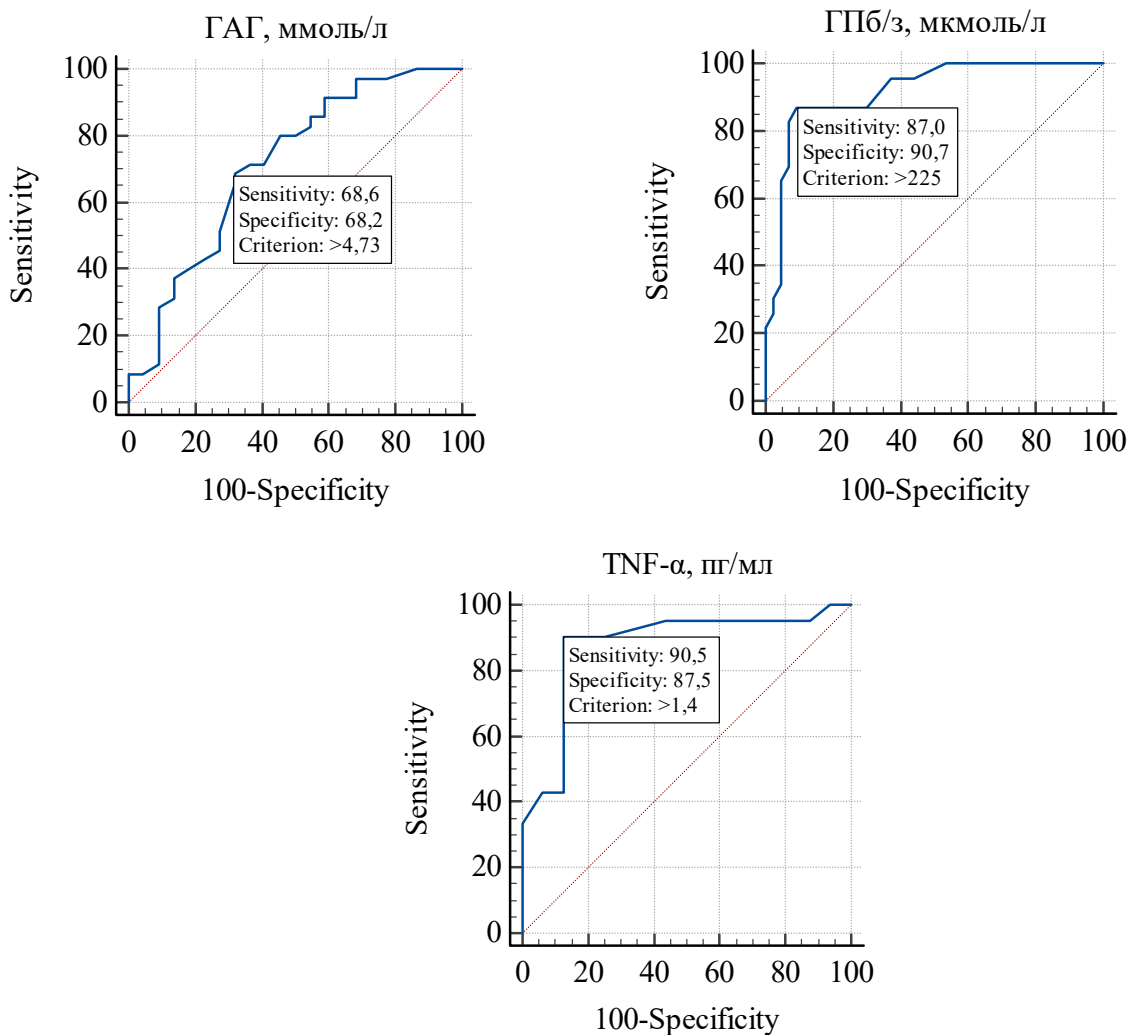 ГАГ, ммоль/л
100
80
60
40
20
0
Sensitivity
Sensitivity: 68,6
Specificity: 68,2
Criterion: >4,73
0 20 40 60 80 100
100-Specificity
ГПб/з, мкмоль/л
100
80
60
40
20
0
Sensitivity
Sensitivity: 87,0
Specificity: 90,7
Criterion: >225
0 20 40 60 80 100
100-Specificity
TNF-α, пг/мл
100
80
60
40
20
0
Sensitivity
Sensitivity: 90,5
Specificity: 87,5
Criterion: >1,4
0 20 40 60 80 100
100-Specificity